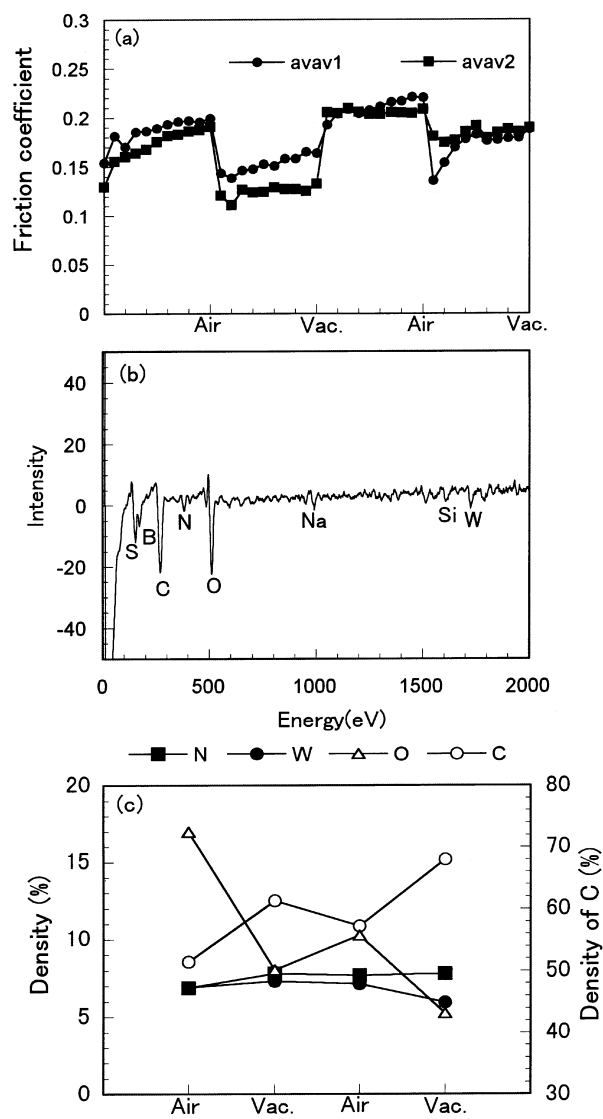 (a)
avav1 avav2
Friction coefficient
0.3
0.25
0.2
0.15
0.1
0.05
0
Air Vac. Air Vac.
(b)
Intensity
40
20
0
-20
-40
S B C N O Na Si W
0 500 1000 1500 2000
Energy(eV)
N W O C
(c)
Density (%)
20
15
10
5
0
Density of C (%)
80
70
60
50
40
30
Air Vac. Air Vac.